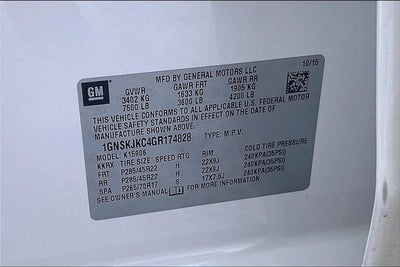 MFD BY GENERAL MOTORS LLC 10/15
GM GVWR GAWR FRT GAWR RR
3402 KG 1633 KG 1905 KG
7500 LB 3600 LB 4200 LB
THIS VEHICLE CONFORMS TO ALL APPLICABLE U.S. FEDERAL MOTOR
VEHICLE SAFETY STANDARDS IN EFFECT ON THE DATE OF
MANUFACTURE SHOWN ABOVE.
1GNSKJKC4GR174828 TYPE: M.P.V.
MODEL: K15906
KKRX TIRE SIZE SPEED RTG RIM COLD TIRE PRESSURE
FRT P285/45R22 H 22X9J 240KPA(35PSI)
RR P285/45R22 H 22X9J 240KPA(35PSI)
SPA P265/70R17 S 17X7.5J 240KPA(35PSI)
SEE OWNER'S MANUAL FOR MORE INFORMATION.